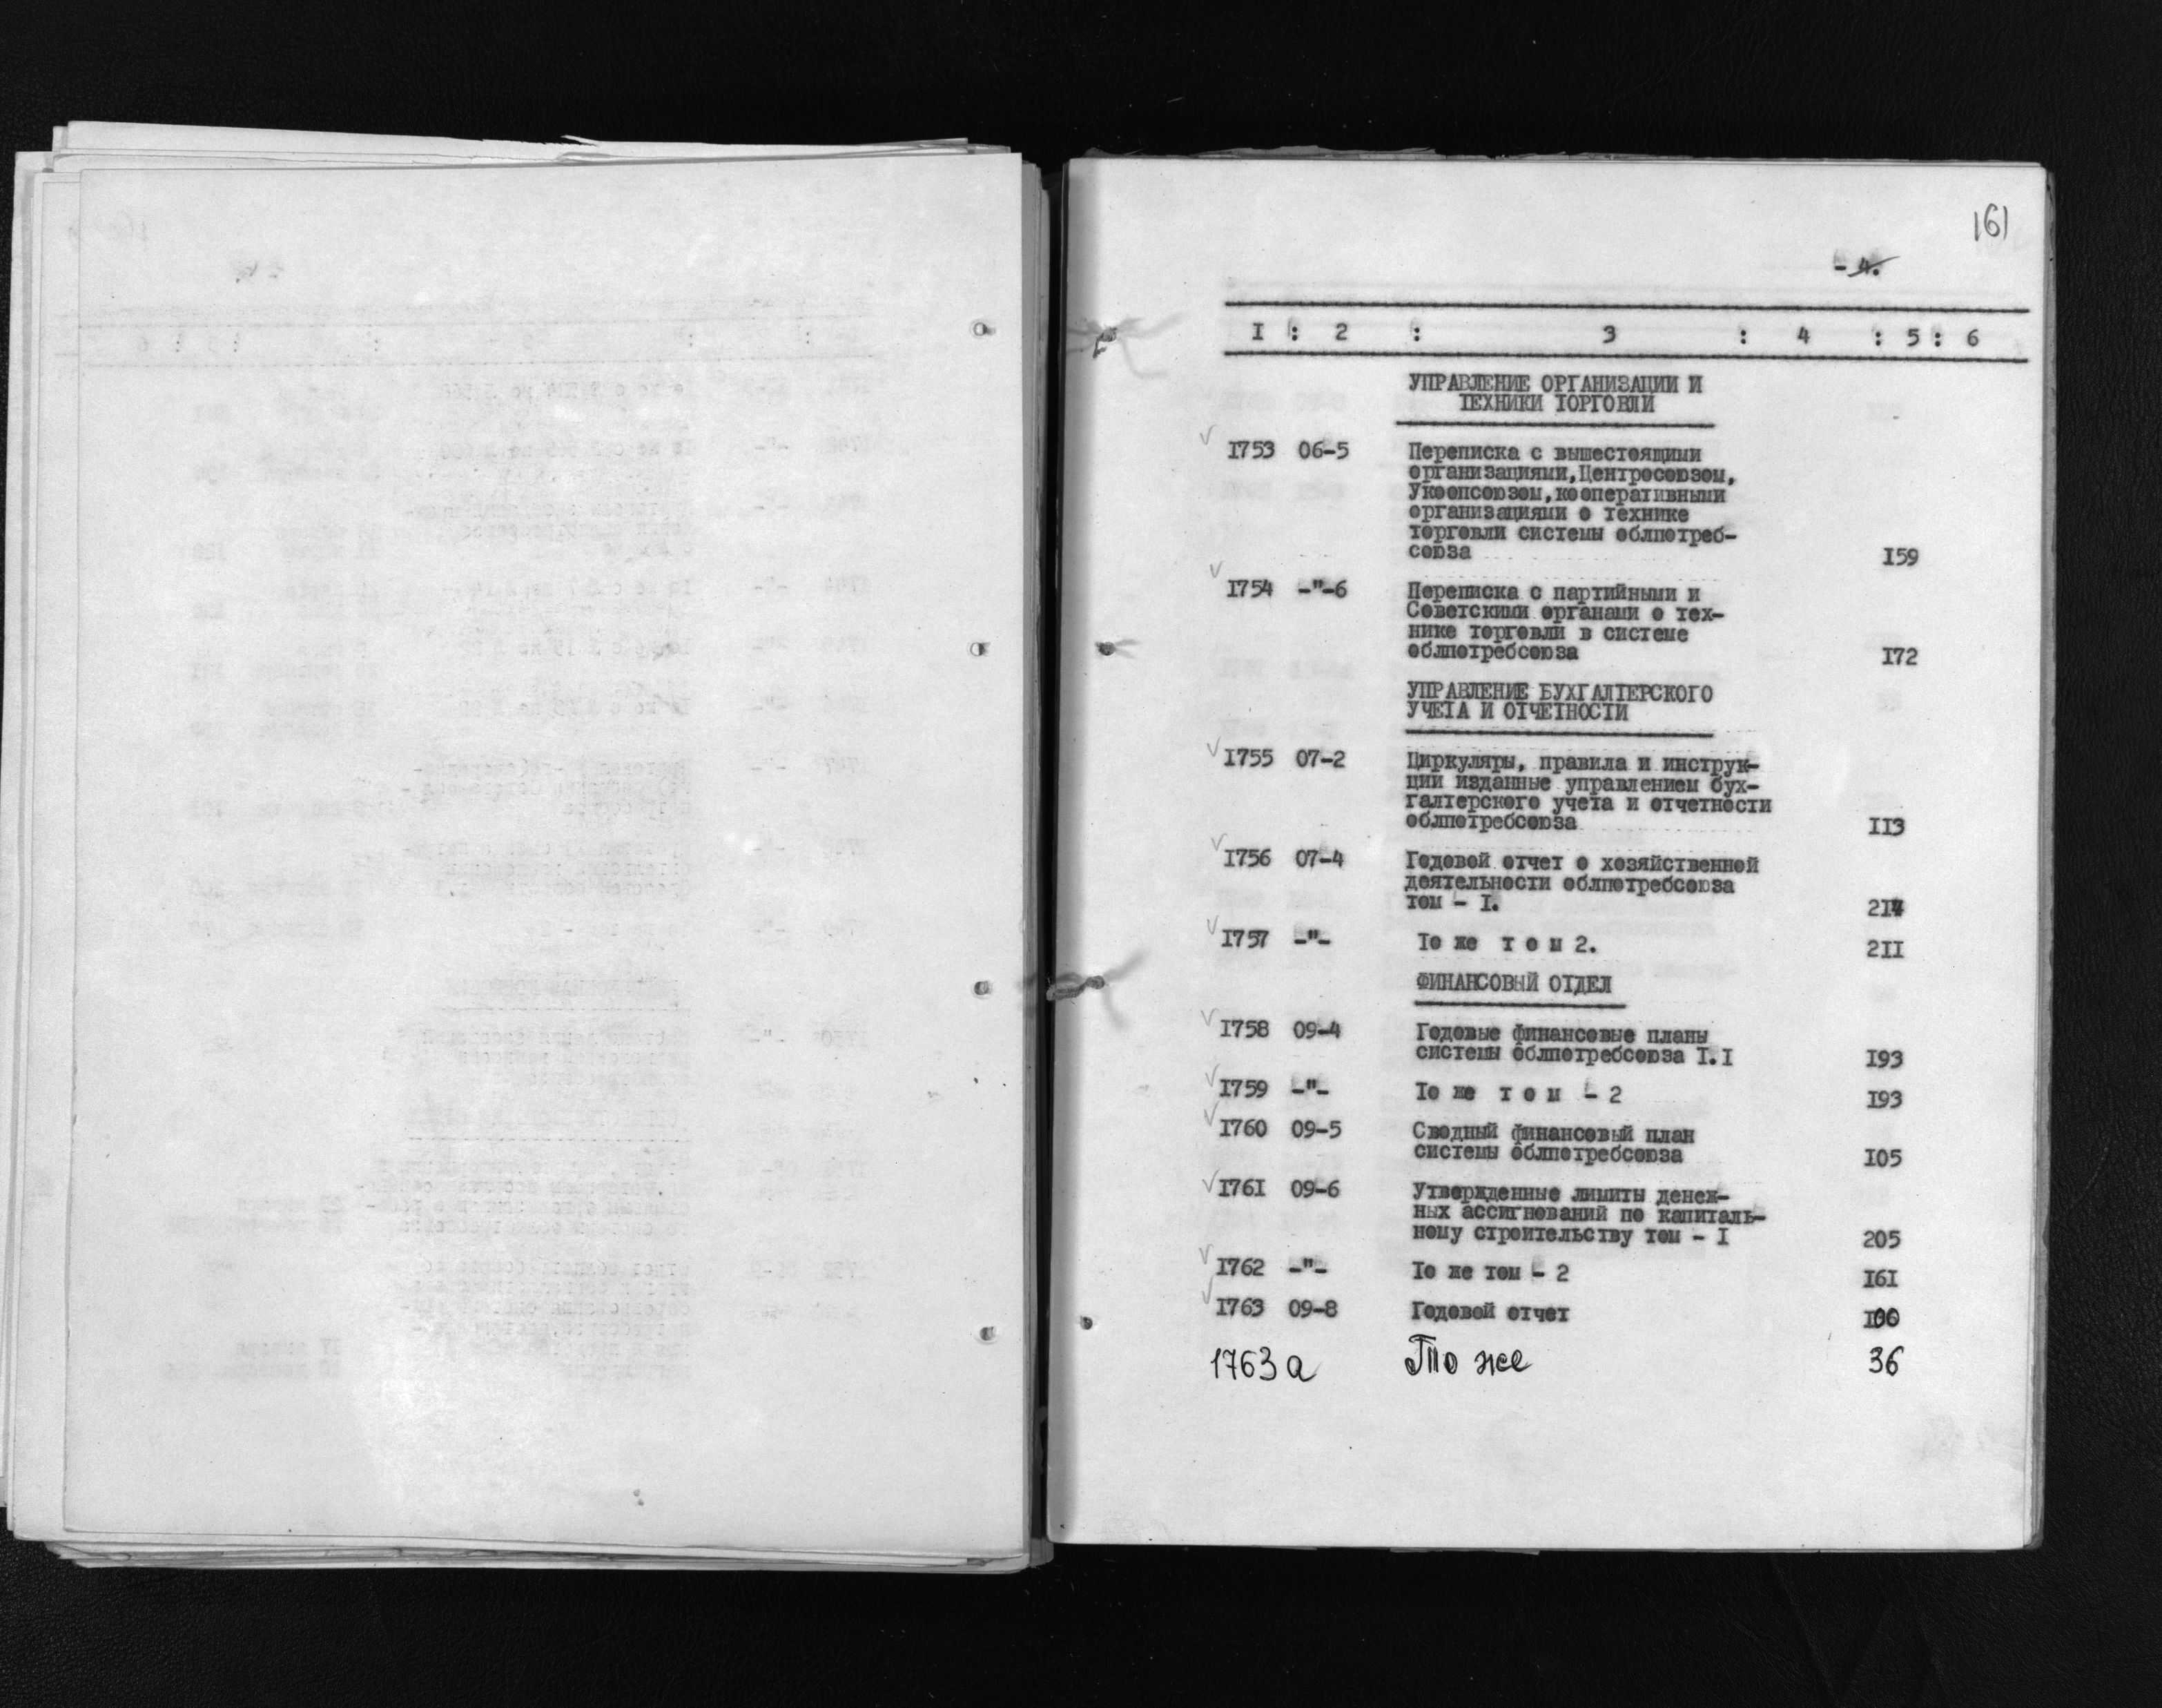 161
- 4.
I : 2 : 3 : 4 : 5 : 6
УПРАВЛЕНИЕ ОРГАНИЗАЦИИ И
ТЕХНИКИ ТОРГОВЛИ
1753 06-5 Переписка с вышестоящими
организациями, Центросоюзом,
Укоопсоюзом, кооперативными
организациями о технике
торговли системы облпотреб-
союза 159
1754 -"-6 Переписка с партийными и
Советскими органами о тех-
нике торговли в системе
облпотребсоюза 172
УПРАВЛЕНИЕ БУХГАЛТЕРСКОГО
УЧЕТА И ОТЧЕТНОСТИ
1755 07-2 Циркуляры, правила и инструк-
ции изданные управлением бух-
галтерского учета и отчетности
облпотребсоюза 113
1756 07-4 Годовой отчет о хозяйственной
деятельности облпотребсоюза
том - I. 214
1757 -"- То же т о м 2. 211
ФИНАНСОВЫЙ ОТДЕЛ
1758 09-4 Годовые финансовые планы
системы облпотребсоюза Т.I 193
1759 -"- То же т о м - 2 193
1760 09-5 Сводный финансовый план
системы облпотребсоюза 105
1761 09-6 Утвержденные лимиты денеж-
ных ассигнований по капиталь-
ному строительству том - I 205
1762 -"- То же том - 2 161
1763 09-8 Годовой отчет
1763 а То же 36